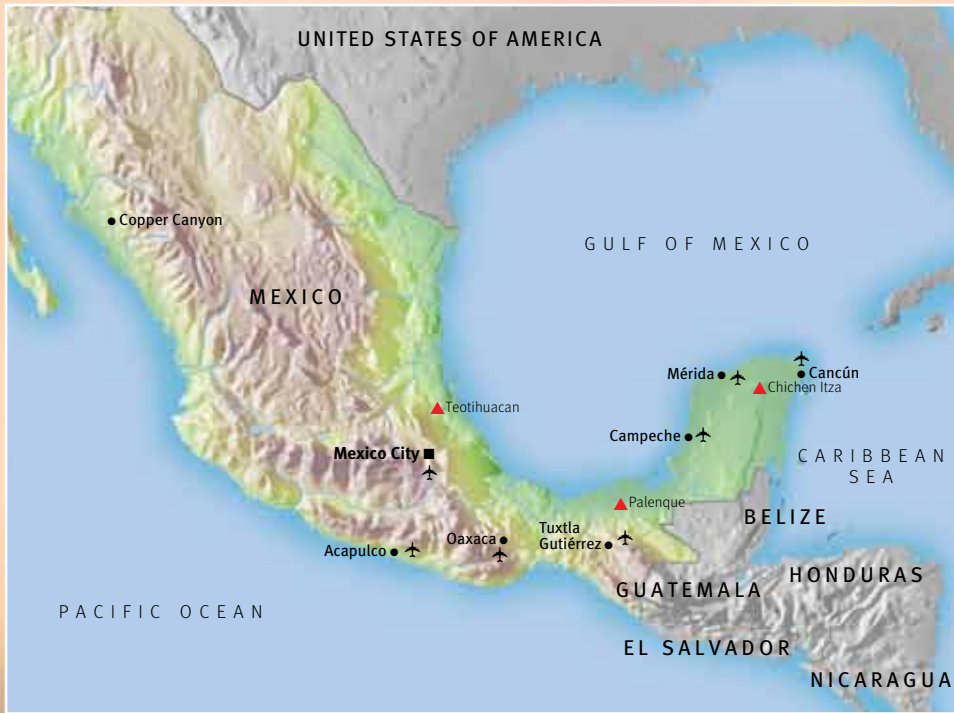 UNITED STATES OF AMERICA
Copper Canyon
GULF OF MEXICO
MEXICO
Mérida
Cancún
Chichen Itza
Teotihuacan
Campeche
Mexico City
CARIBBEAN
SEA
Palenque
BELIZE
Tuxtla
Gutiérrez
Oaxaca
Acapulco
HONDURAS
GUATEMALA
PACIFIC OCEAN
EL SALVADOR
NICARAGUA